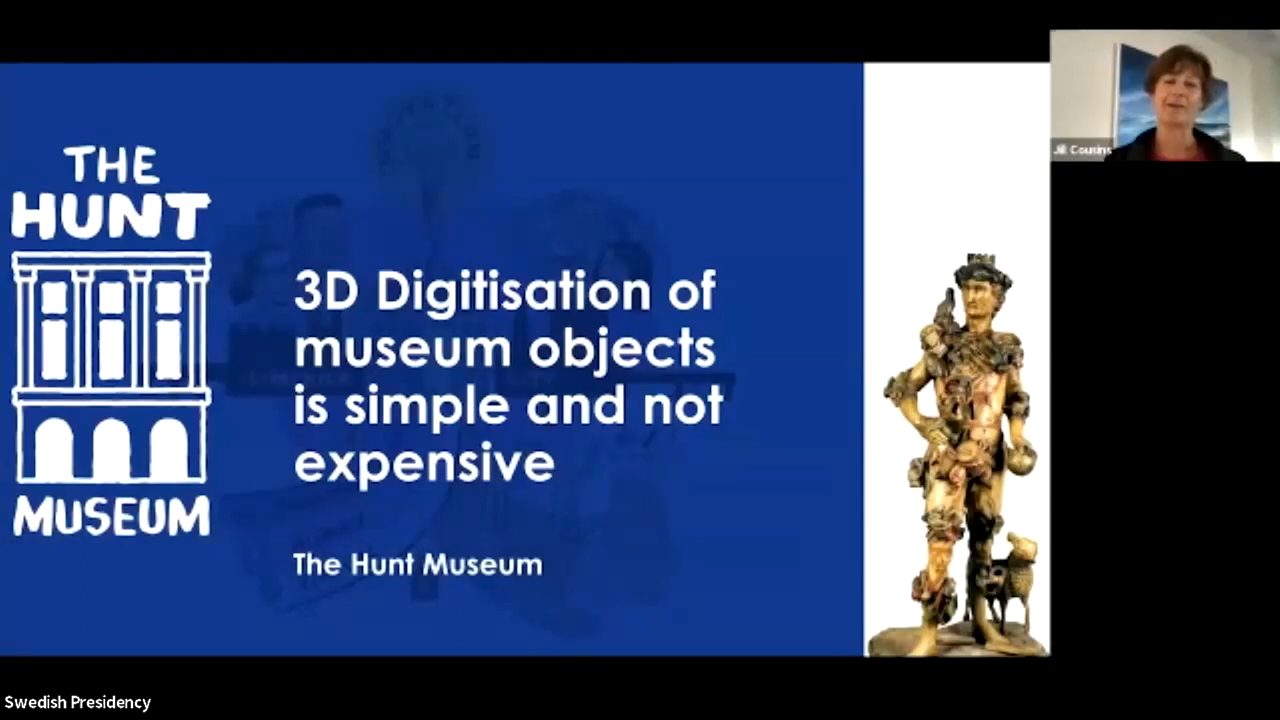 THE
HUNT
MUSEUM
3D Digitisation of
museum objects
is simple and not
expensive
The Hunt Museum
Jill Cousins
Swedish Presidency